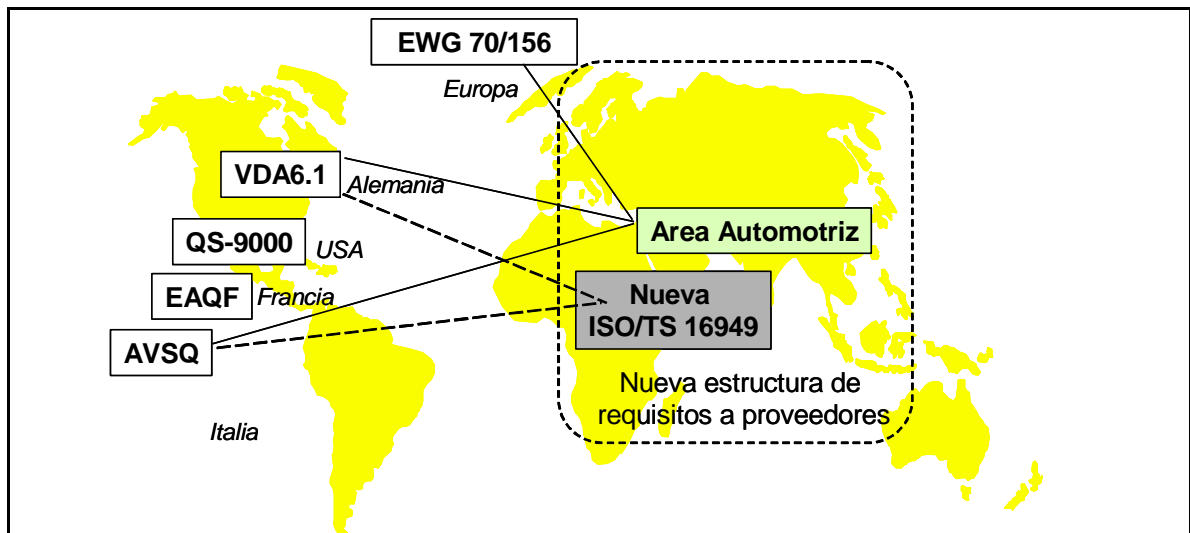 EWG 70/156
Europa
VDA6.1
Alemania
QS-9000
USA
EAQF
Francia
AVSQ
Italia
Area Automotriz
Nueva
ISO/TS 16949
Nueva estructura de
requisitos a proveedores